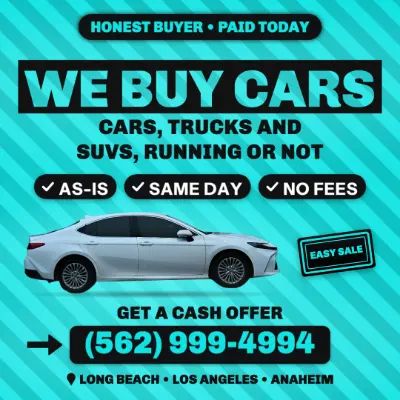 HONEST BUYER • PAID TODAY
WE BUY CARS
CARS, TRUCKS AND
SUVS, RUNNING OR NOT
AS-IS
SAME DAY
NO FEES
EASY SALE
GET A CASH OFFER
(562) 999-4994
LONG BEACH • LOS ANGELES • ANAHEIM